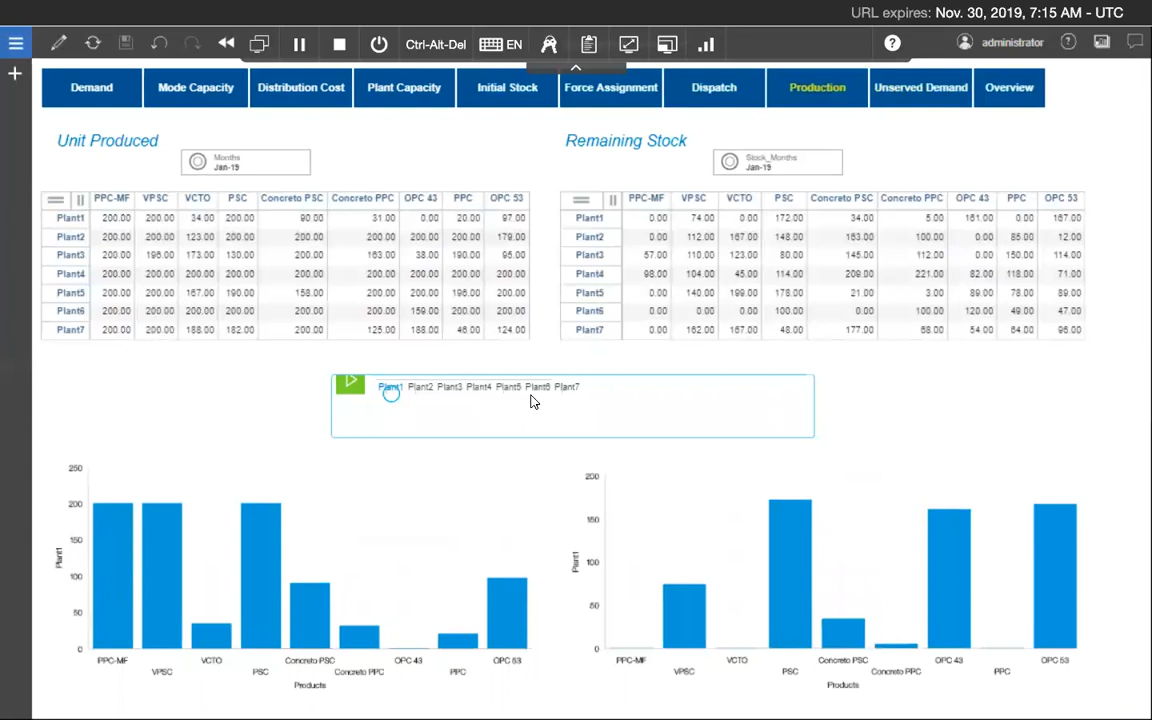 URL expires: Nov. 30, 2019, 7:15 AM - UTC
Ctrl-Alt-Del EN ? administrator ?
Demand Mode Capacity Distribution Cost Plant Capacity Initial Stock Force Assignment Dispatch Production Unserved Demand Overview
Unit Produced
Remaining Stock
Months
Jan-19
Stock_Months
Jan-19
PPC-MF VPSC VCTO PSC Concreto PSC Concreto PPC OPC 43 PPC OPC 53
Plant1 200.00 200.00 34.00 200.00 90.00 31.00 0.00 20.00 97.00
Plant2 200.00 200.00 123.00 200.00 200.00 200.00 200.00 200.00 179.00
Plant3 200.00 195.00 173.00 130.00 200.00 163.00 38.00 190.00 95.00
Plant4 200.00 200.00 200.00 200.00 200.00 200.00 200.00 200.00 200.00
Plant5 200.00 200.00 167.00 190.00 158.00 200.00 200.00 196.00 200.00
Plant6 200.00 200.00 200.00 200.00 200.00 200.00 159.00 200.00 200.00
Plant7 200.00 200.00 188.00 182.00 200.00 125.00 188.00 46.00 124.00
PPC-MF VPSC VCTO PSC Concreto PSC Concreto PPC OPC 43 PPC OPC 53
Plant1 0.00 74.00 0.00 172.00 34.00 5.00 161.00 0.00 167.00
Plant2 0.00 112.00 167.00 148.00 163.00 100.00 0.00 85.00 12.00
Plant3 57.00 110.00 123.00 80.00 145.00 112.00 0.00 150.00 114.00
Plant4 98.00 104.00 45.00 114.00 209.00 221.00 82.00 118.00 71.00
Plant5 0.00 140.00 199.00 178.00 21.00 3.00 89.00 78.00 89.00
Plant6 0.00 0.00 0.00 100.00 0.00 100.00 120.00 49.00 47.00
Plant7 0.00 162.00 167.00 48.00 177.00 68.00 54.00 64.00 96.00
Plant1 Plant2 Plant3 Plant4 Plant5 Plant6 Plant7
250
200
150
100
50
0
Plant1
PPC-MF VPSC VCTO PSC Concreto PSC Concreto PPC OPC 43 PPC OPC 53
Products
200
150
100
50
0
Plant1
PPC-MF VPSC VCTO PSC Concreto PSC Concreto PPC OPC 43 PPC OPC 53
Products